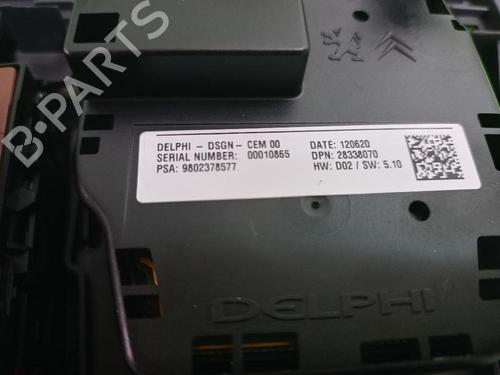 B-PARTS
DELPHI - DSGN - CEM 00 DATE: 120620
SERIAL NUMBER: 00010865 DPN: 28338070
PSA: 9802378577 HW: D02 / SW: 5.10
DELPHI